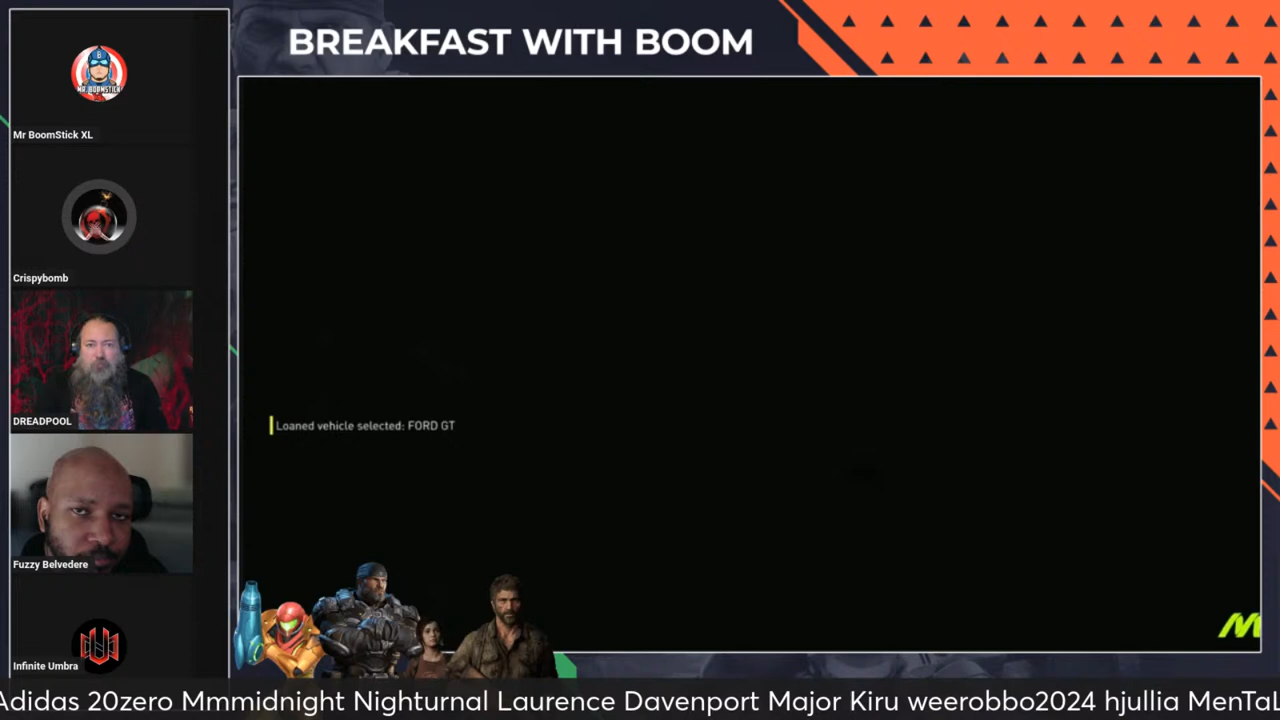 BREAKFAST WITH BOOM
MR. BOOMSTICK
Mr BoomStick XL
Crispybomb
DREADPOOL
Loaned vehicle selected: FORD GT
Fuzzy Belvedere
Infinite Umbra
Adidas 20zero Mmmidnight Nighturnal Laurence Davenport Major Kiru weerobbo2024 hjullia MenTaL